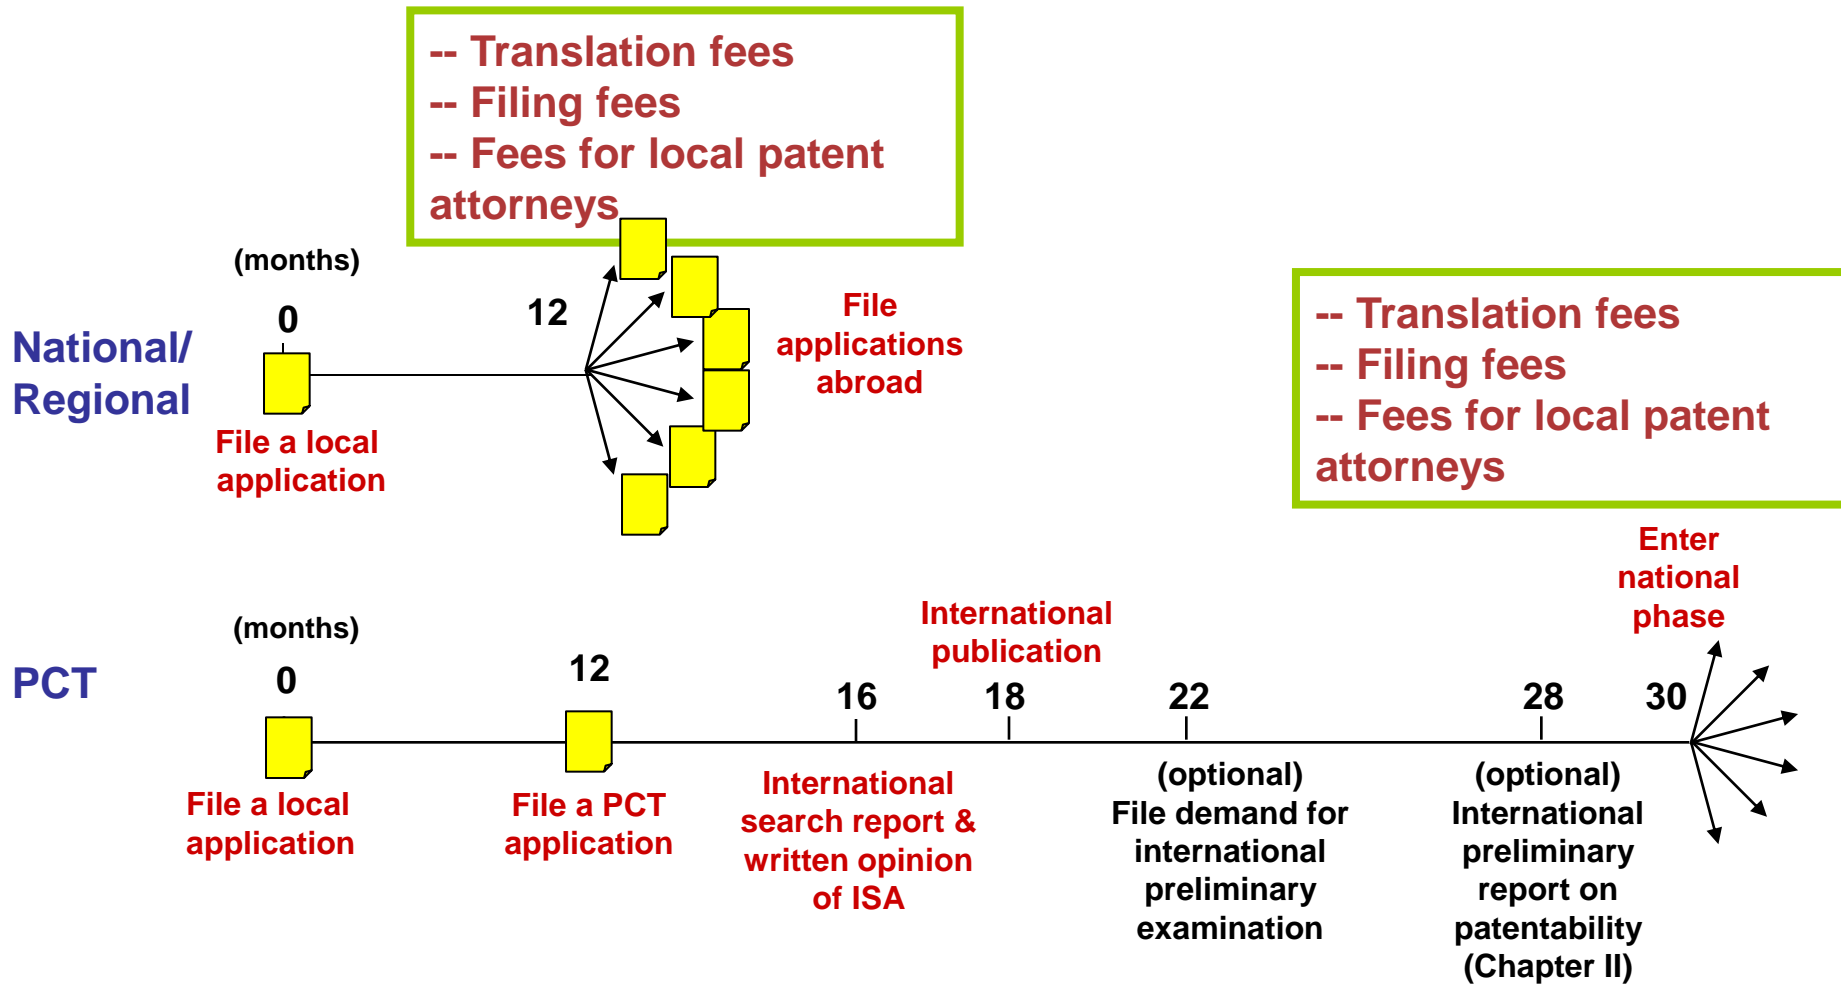 -- Translation fees
-- Filing fees
-- Fees for local patent
attorneys
(months)
0
12
National/
Regional
File a local
application
File
applications
abroad
-- Translation fees
-- Filing fees
-- Fees for local patent
attorneys
Enter
national
phase
(months)
PCT
0
12
16
International
publication
18
22
28
30
File a local
application
File a PCT
application
International
search report &
written opinion
of ISA
(optional)
File demand for
international
preliminary
examination
(optional)
International
preliminary
report on
patentability
(Chapter II)